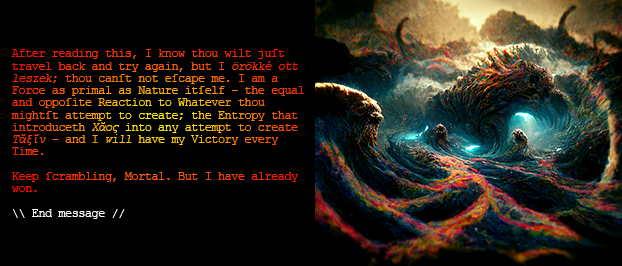 After reading this, I know thou wilt juſt
travel back and try again, but I örökké ott
leszek; thou canſt not eſcape me. I am a
Force as primal as Nature itſelf – the equal
and oppoſite Reaction to Whatever thou
mightſt attempt to create; the Entropy that
introduceth Χᾰος into any attempt to create
Τᾰ́ξῐν – and I will have my Victory every
Time.
Keep ſcrambling, Mortal. But I have already
won.
\\ End message //